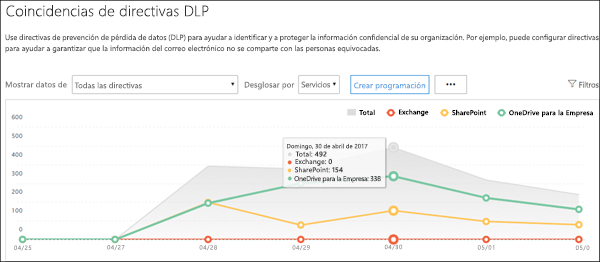 Coincidencias de directivas DLP
Use directivas de prevención de pérdida de datos (DLP) para ayudar a identificar y a proteger la información confidencial de su organización. Por ejemplo, puede configurar directivas
para ayudar a garantizar que la información del correo electrónico no se comparte con las personas equivocadas.
Mostrar datos de Todas las directivas Desglosar por Servicios Crear programación ••• Filtros
Total Exchange SharePoint OneDrive para la Empresa
600
500
400
300
200
100
0
Domingo, 30 de abril de 2017
Total: 492
Exchange: 0
SharePoint: 154
OneDrive para la Empresa: 338
04/25 04/27 04/28 04/29 04/30 05/01 05/0